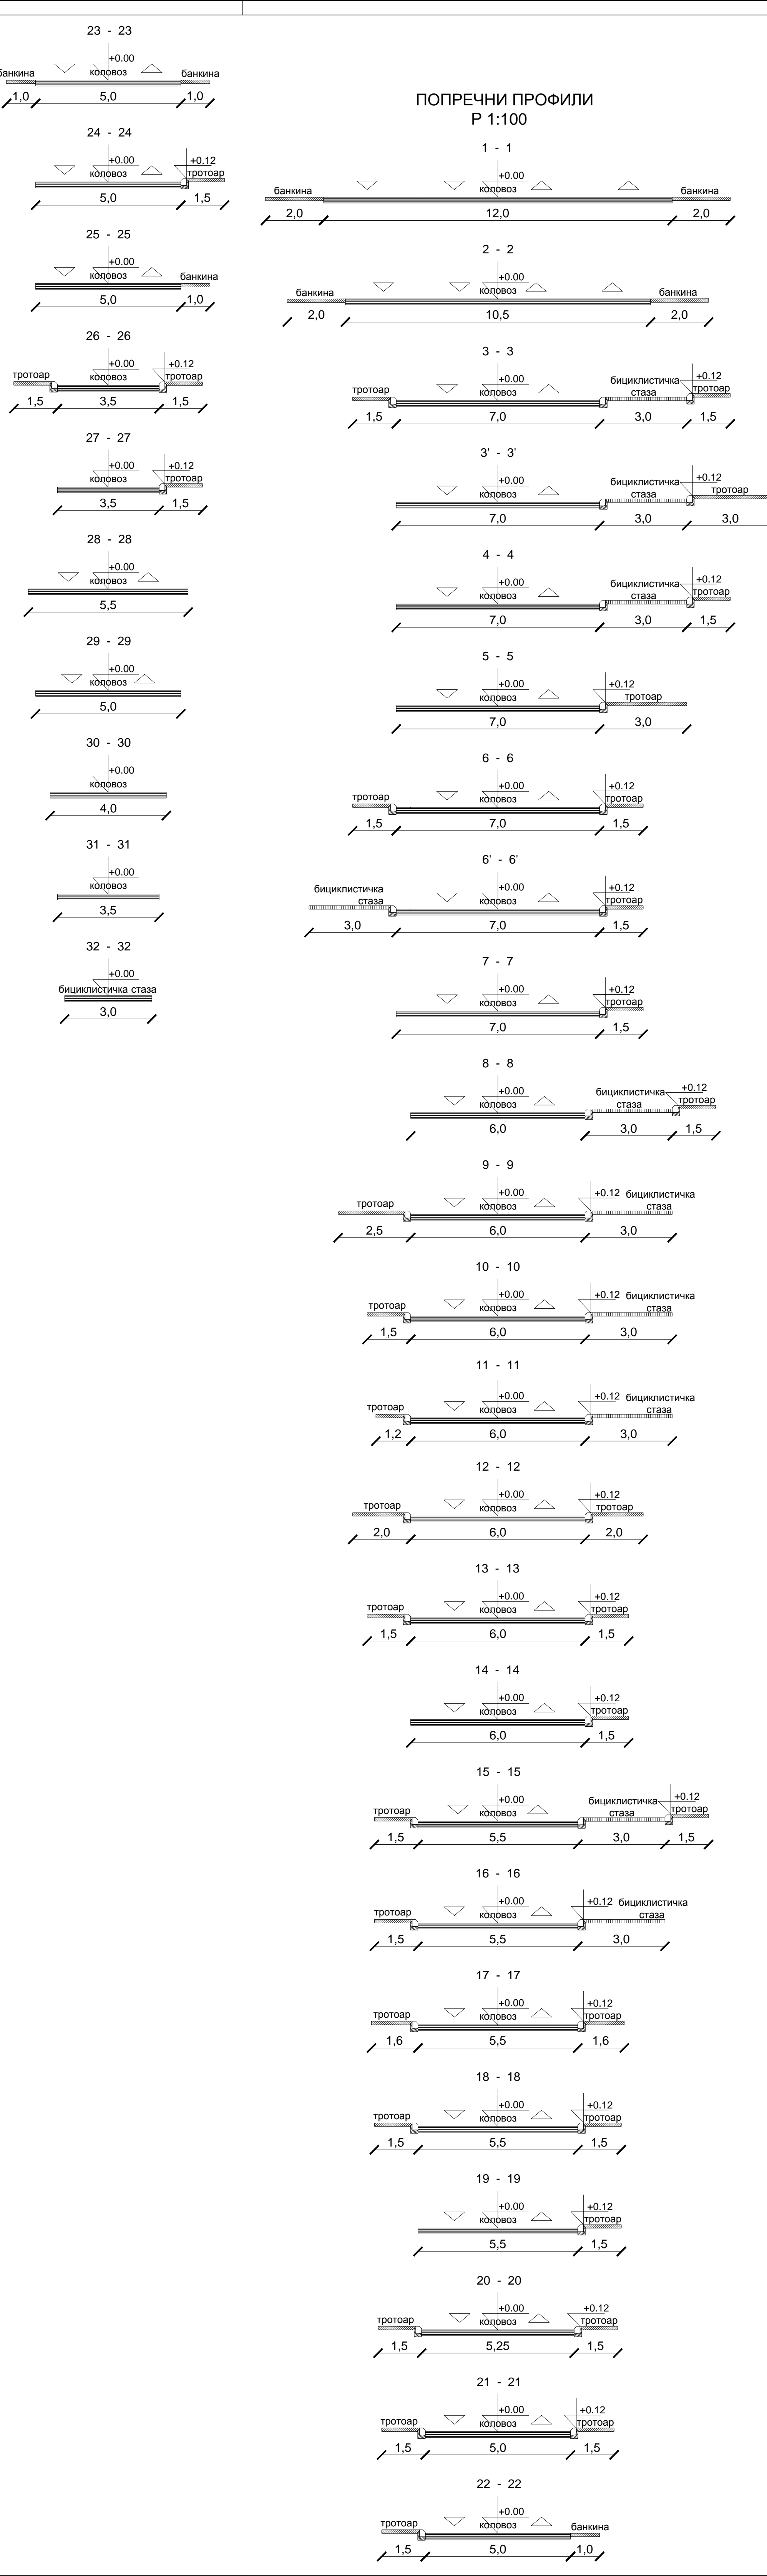 23 - 23
+0.00
банкина коловоз банкина
1,0 5,0 1,0
24 - 24
+0.00 +0.12
коловоз тротоар
5,0 1,5
25 - 25
+0.00
коловоз банкина
5,0 1,0
26 - 26
+0.00 +0.12
тротоар коловоз тротоар
1,5 3,5 1,5
27 - 27
+0.00 +0.12
коловоз тротоар
3,5 1,5
28 - 28
+0.00
коловоз
5,5
29 - 29
+0.00
коловоз
5,0
30 - 30
+0.00
коловоз
4,0
31 - 31
+0.00
коловоз
3,5
32 - 32
+0.00
бициклистичка стаза
3,0
ПОПРЕЧНИ ПРОФИЛИ
Р 1:100
1 - 1
+0.00
банкина коловоз банкина
2,0 12,0 2,0
2 - 2
+0.00
банкина коловоз банкина
2,0 10,5 2,0
3 - 3
+0.00 +0.12
тротоар коловоз бициклистичка стаза тротоар
1,5 7,0 3,0 1,5
3' - 3'
+0.00 +0.12
коловоз бициклистичка стаза тротоар
7,0 3,0 3,0
4 - 4
+0.00 +0.12
коловоз бициклистичка стаза тротоар
7,0 3,0 1,5
5 - 5
+0.00 +0.12
коловоз тротоар
7,0 3,0
6 - 6
+0.00 +0.12
тротоар коловоз тротоар
1,5 7,0 1,5
6' - 6'
+0.00 +0.12
бициклистичка стаза коловоз тротоар
3,0 7,0 1,5
7 - 7
+0.00 +0.12
коловоз тротоар
7,0 1,5
8 - 8
+0.00 +0.12
коловоз бициклистичка стаза тротоар
6,0 3,0 1,5
9 - 9
+0.00 +0.12
тротоар коловоз бициклистичка стаза
2,5 6,0 3,0
10 - 10
+0.00 +0.12
тротоар коловоз бициклистичка стаза
1,5 6,0 3,0
11 - 11
+0.00 +0.12
тротоар коловоз бициклистичка стаза
1,2 6,0 3,0
12 - 12
+0.00 +0.12
тротоар коловоз тротоар
2,0 6,0 2,0
13 - 13
+0.00 +0.12
тротоар коловоз тротоар
1,5 6,0 1,5
14 - 14
+0.00 +0.12
коловоз тротоар
6,0 1,5
15 - 15
+0.00 +0.12
тротоар коловоз бициклистичка стаза тротоар
1,5 5,5 3,0 1,5
16 - 16
+0.00 +0.12
тротоар коловоз бициклистичка стаза
1,5 5,5 3,0
17 - 17
+0.00 +0.12
тротоар коловоз тротоар
1,6 5,5 1,6
18 - 18
+0.00 +0.12
тротоар коловоз тротоар
1,5 5,5 1,5
19 - 19
+0.00 +0.12
коловоз тротоар
5,5 1,5
20 - 20
+0.00 +0.12
тротоар коловоз тротоар
1,5 5,25 1,5
21 - 21
+0.00 +0.12
тротоар коловоз тротоар
1,5 5,0 1,5
22 - 22
+0.00
тротоар коловоз банкина
1,5 5,0 1,0